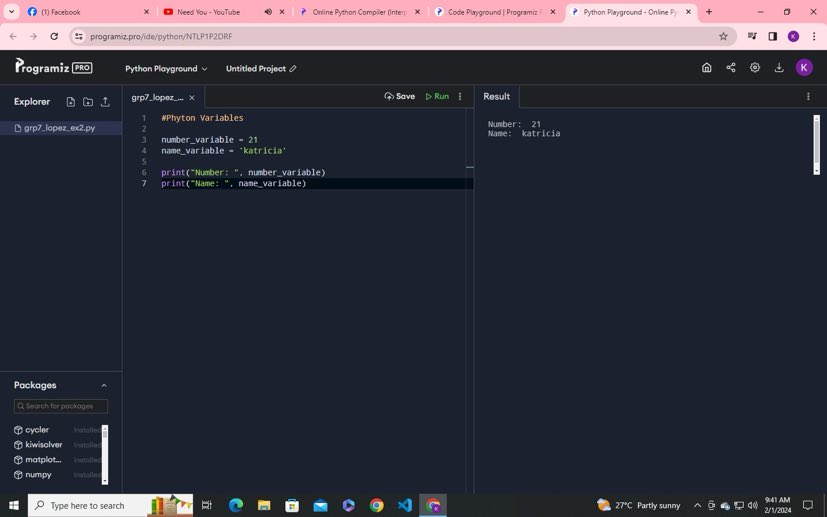 (1) Facebook
Need You - YouTube
Online Python Compiler (Interp
Code Playground | Programiz P
Python Playground - Online Py
programiz.pro/ide/python/NTLP1P2DRF
K
Programiz PRO
Python Playground
Untitled Project
K
Explorer
grp7_lopez_...
Save
Run
Result
grp7_lopez_ex2.py
1 #Phyton Variables
2
3 number_variable = 21
4 name_variable = 'katricia'
5
6 print("Number: ", number_variable)
7 print("Name: ", name_variable)
Number:  21
Name:  katricia
Packages
Search for packages
cycler Installed
kiwisolver Installed
matplot... Installed
numpy Installed
Type here to search
27°C Partly sunny
9:41 AM
2/1/2024